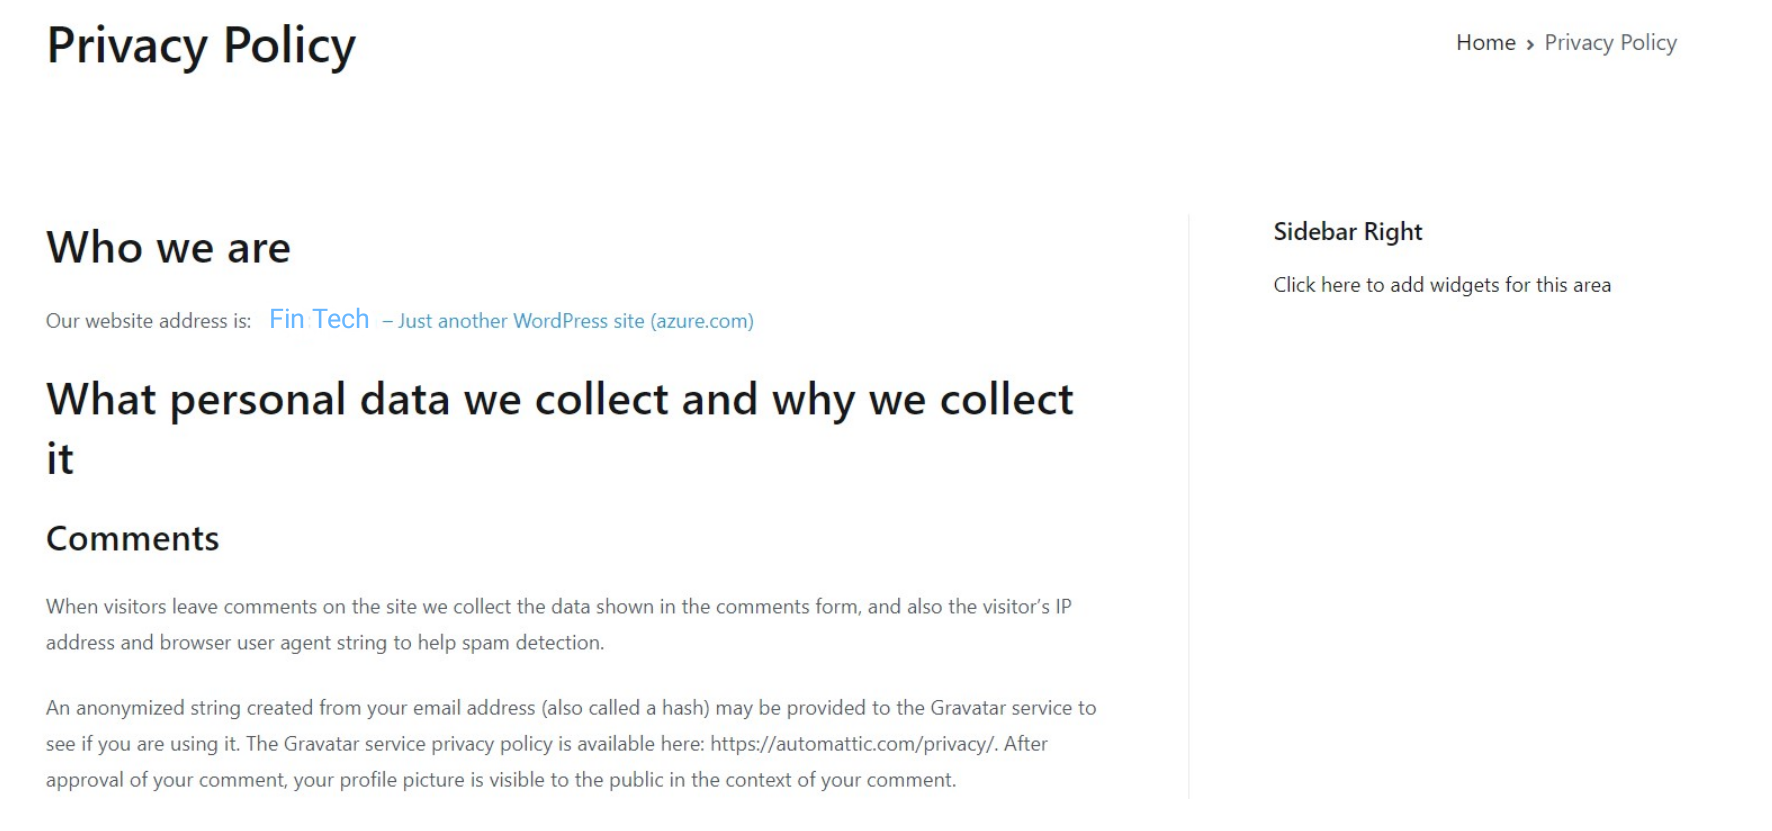 Privacy Policy
Home › Privacy Policy
Who we are
Our website address is: Fin Tech – Just another WordPress site (azure.com)
What personal data we collect and why we collect
it
Comments
When visitors leave comments on the site we collect the data shown in the comments form, and also the visitor’s IP
address and browser user agent string to help spam detection.
An anonymized string created from your email address (also called a hash) may be provided to the Gravatar service to
see if you are using it. The Gravatar service privacy policy is available here: https://automattic.com/privacy/. After
approval of your comment, your profile picture is visible to the public in the context of your comment.
Sidebar Right
Click here to add widgets for this area